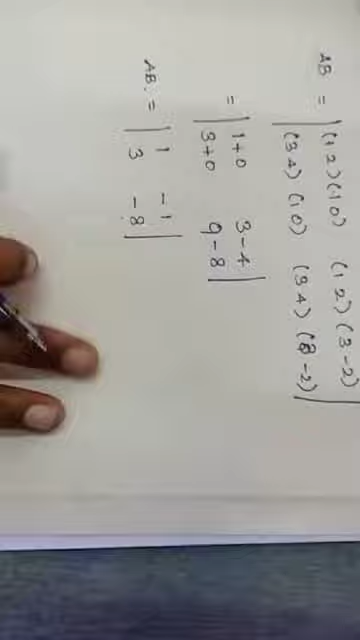 AB = | (1 2) (1 0) (1 2) (3 -2) |
(3 4) (1 0) (3 4) (3 -2)
= | 1+0 3-4 |
3+0 9-8
AB. = | 1 -1 |
3 -8